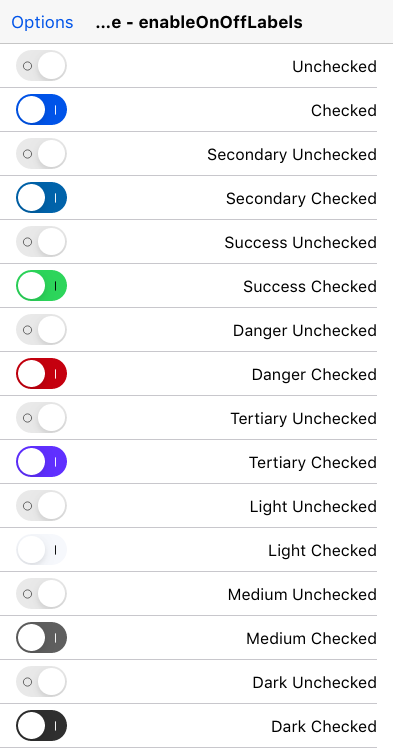 Options ...e - enableOnOffLabels
Unchecked
Checked
Secondary Unchecked
Secondary Checked
Success Unchecked
Success Checked
Danger Unchecked
Danger Checked
Tertiary Unchecked
Tertiary Checked
Light Unchecked
Light Checked
Medium Unchecked
Medium Checked
Dark Unchecked
Dark Checked